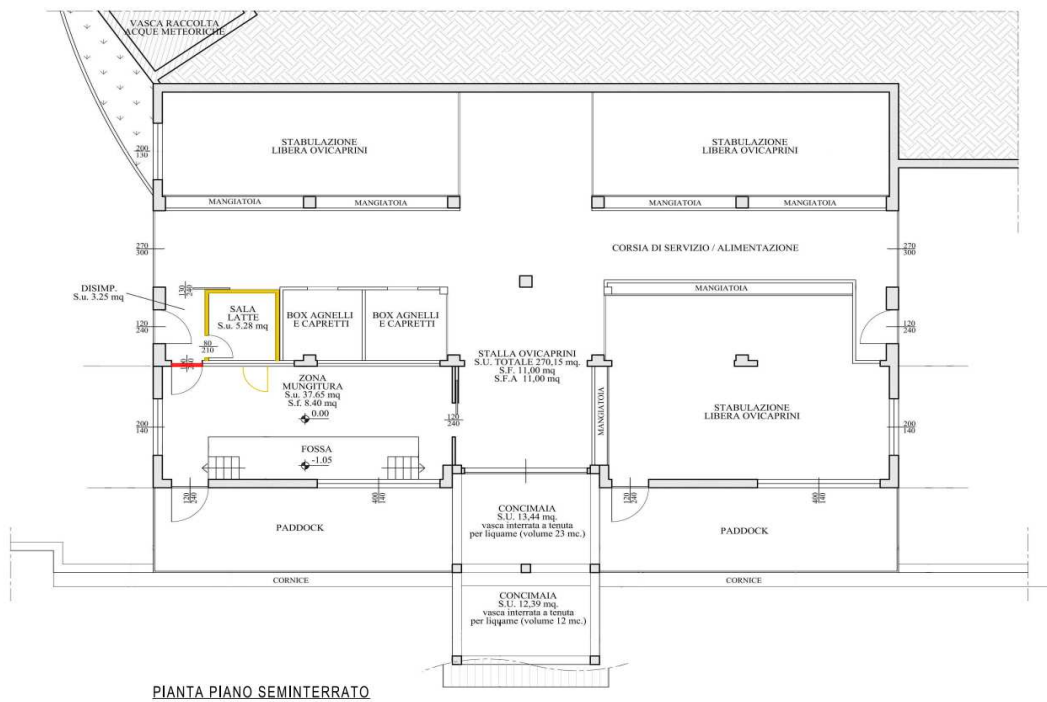 VASCA RACCOLTA
ACQUE METEORICHE
STABULAZIONE
LIBERA OVICAPRINI
STABULAZIONE
LIBERA OVICAPRINI
200
130
MANGIATOIA
MANGIATOIA
MANGIATOIA
MANGIATOIA
270
300
CORSIA DI SERVIZIO / ALIMENTAZIONE
270
300
DISIMP.
S.u. 3.25 mq
130
240
MANGIATOIA
SALA
LATTE
S.u. 5.28 mq
BOX AGNELLI
E CAPRETTI
BOX AGNELLI
E CAPRETTI
120
240
120
240
80
210
STALLA OVICAPRINI
S.U. TOTALE 270,15 mq.
S.F. 11,00 mq
S.F.A 11,00 mq
ZONA
MUNGITURA
S.u. 37.65 mq
S.f. 8.40 mq
0.00
200
140
120
240
MANGIATOIA
STABULAZIONE
LIBERA OVICAPRINI
200
140
FOSSA
-1.05
120
240
400
140
120
240
400
140
PADDOCK
CONCIMAIA
S.U. 13,44 mq.
vasca interrata a tenuta
per liquame (volume 23 mc.)
PADDOCK
CORNICE
CORNICE
CONCIMAIA
S.U. 12,39 mq.
vasca interrata a tenuta
per liquame (volume 12 mc.)
PIANTA PIANO SEMINTERRATO